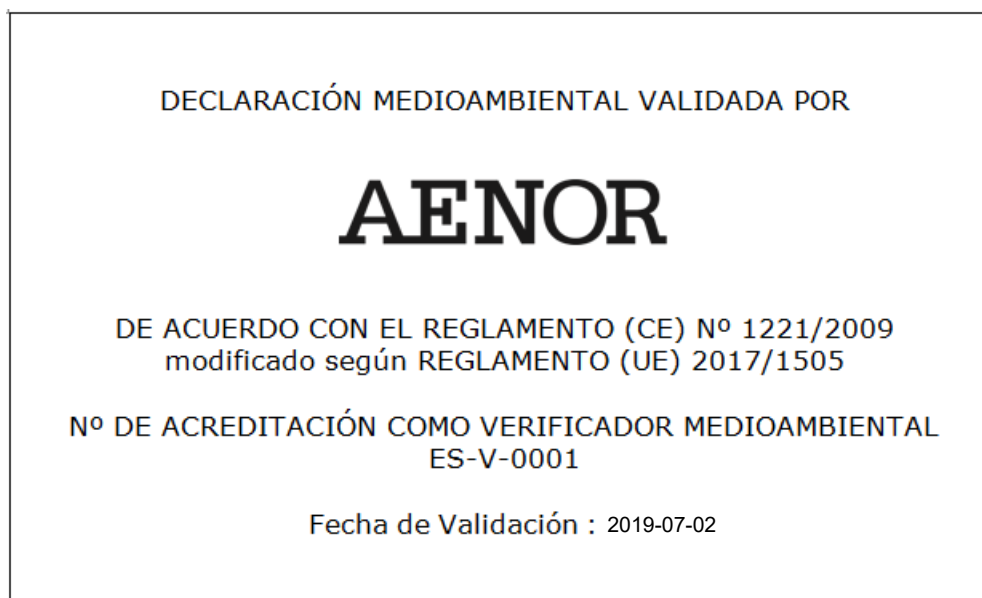 DECLARACIÓN MEDIOAMBIENTAL VALIDADA POR
AENOR
DE ACUERDO CON EL REGLAMENTO (CE) Nº 1221/2009
modificado según REGLAMENTO (UE) 2017/1505
Nº DE ACREDITACIÓN COMO VERIFICADOR MEDIOAMBIENTAL
ES-V-0001
Fecha de Validación : 2019-07-02